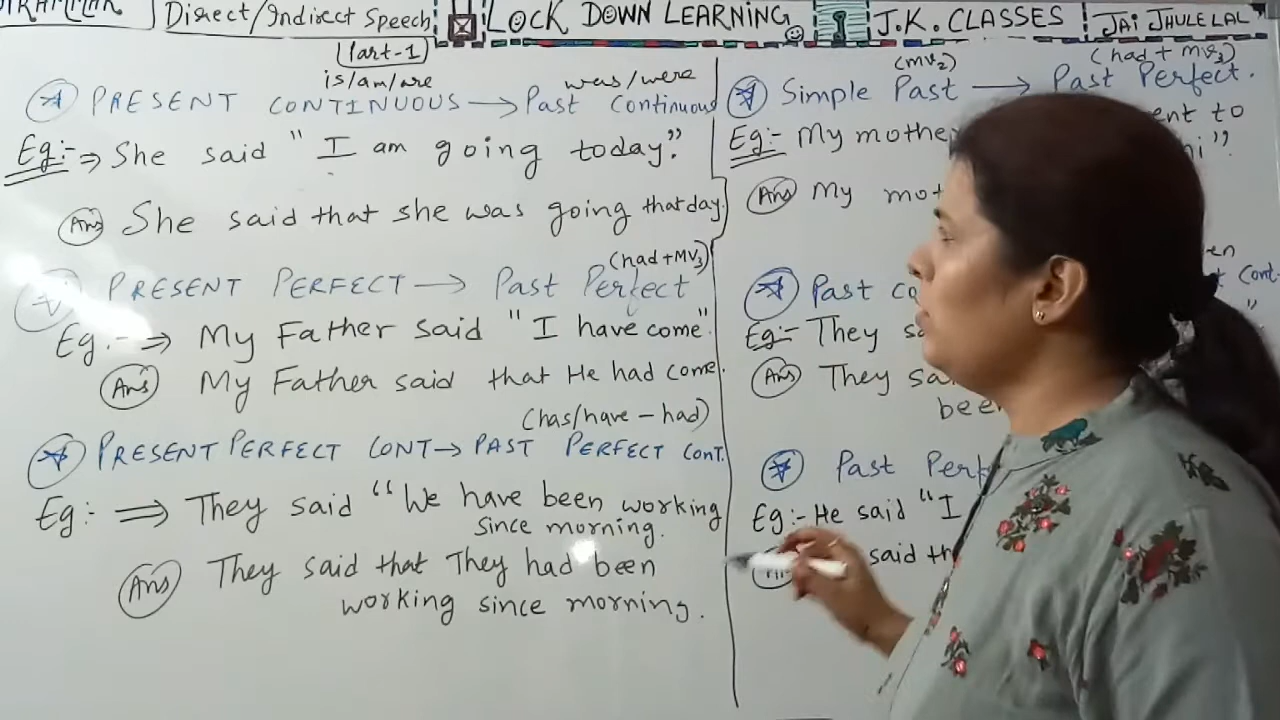 Direct/Indirect Speech
Part-1
LOCK DOWN LEARNING
J.K. CLASSES
JAI JHULELAL
is/am/are
was/were
PRESENT CONTINUOUS → Past Continuous
Eg:- ⇒ She said " I am going today."
Ans She said that she was going that day.
(had+MV3)
PRESENT PERFECT → Past Perfect
Eg.- ⇒ My Father said " I have come".
Ans My Father said that He had come.
(has/have - had)
PRESENT PERFECT CONT → PAST PERFECT CONT.
Eg:- ⇒ They said "We have been working
since morning.
Ans They said that They had been
working since morning.
(mv2)
(had + mv3)
Simple Past → Past Perfect.
Eg:- My
to
Ans My
Past
Cont.
Eg:- They
Ans They
Past
Eg:- He said "I
said